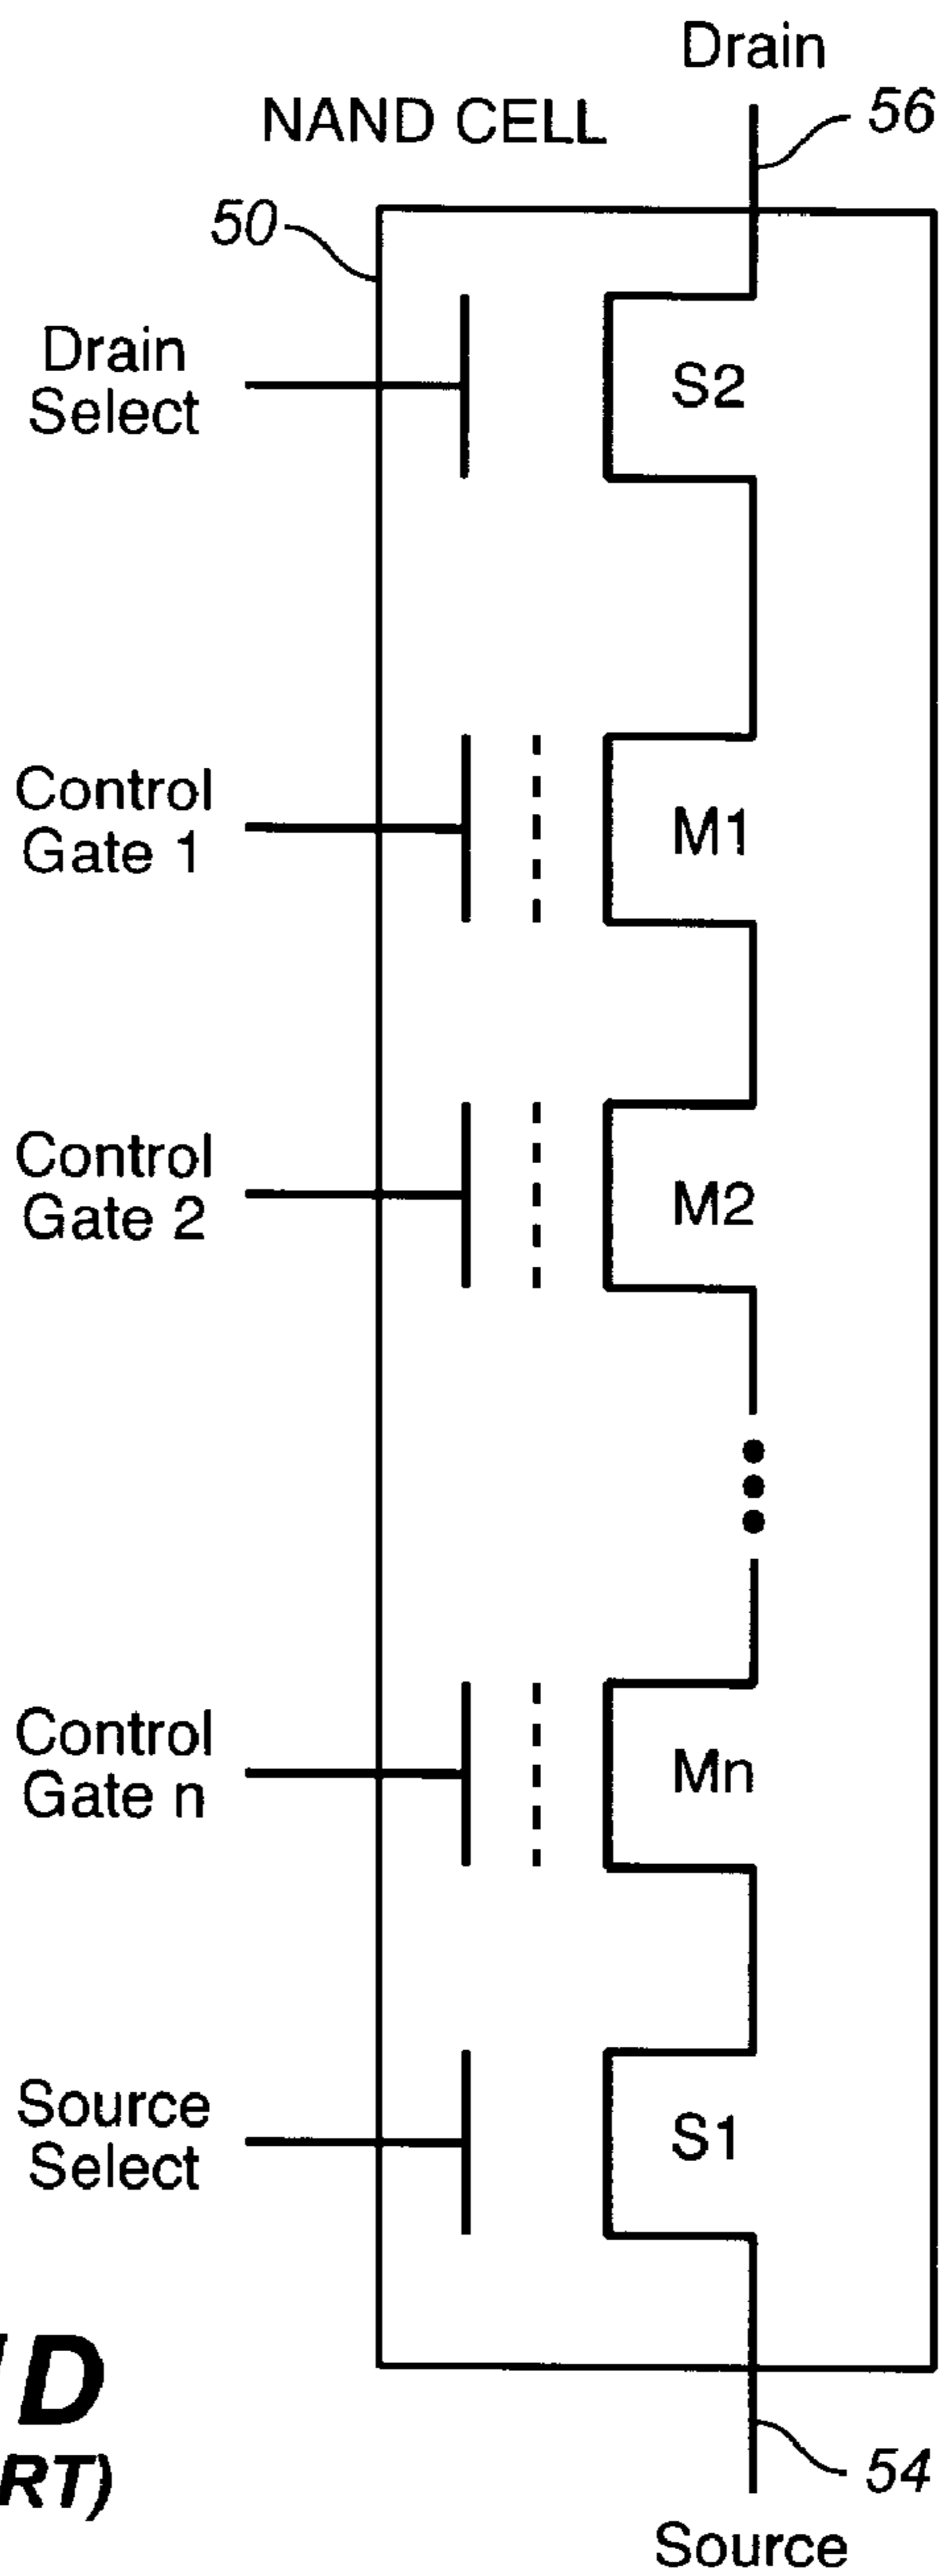 Drain
NAND CELL
56
50
Drain
Select
S2
Control
Gate 1
M1
Control
Gate 2
M2
Control
Gate n
Mn
Source
Select
S1
D
RT)
54
Source